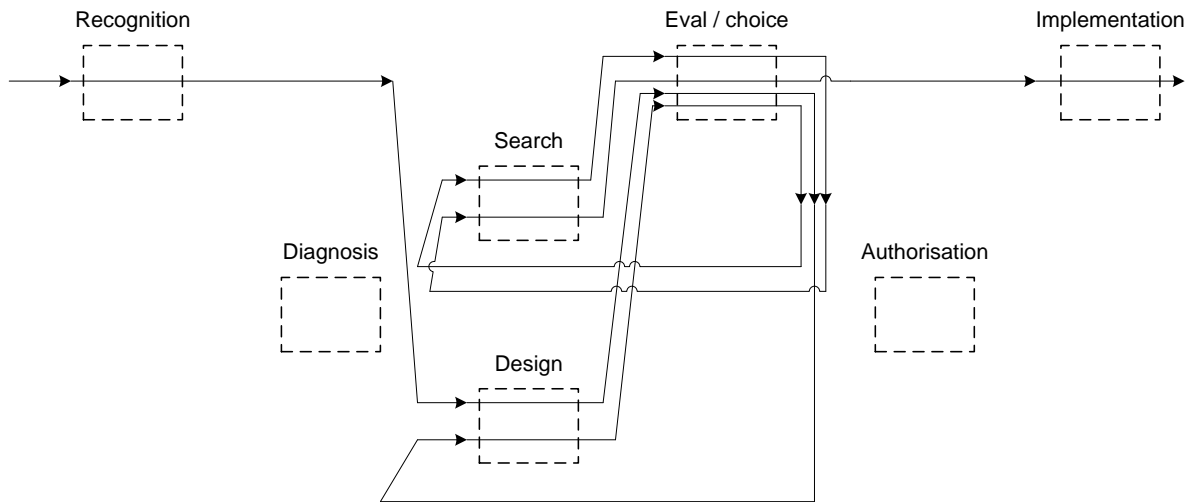 Recognition
Eval / choice
Implementation
Search
Diagnosis
Authorisation
Design